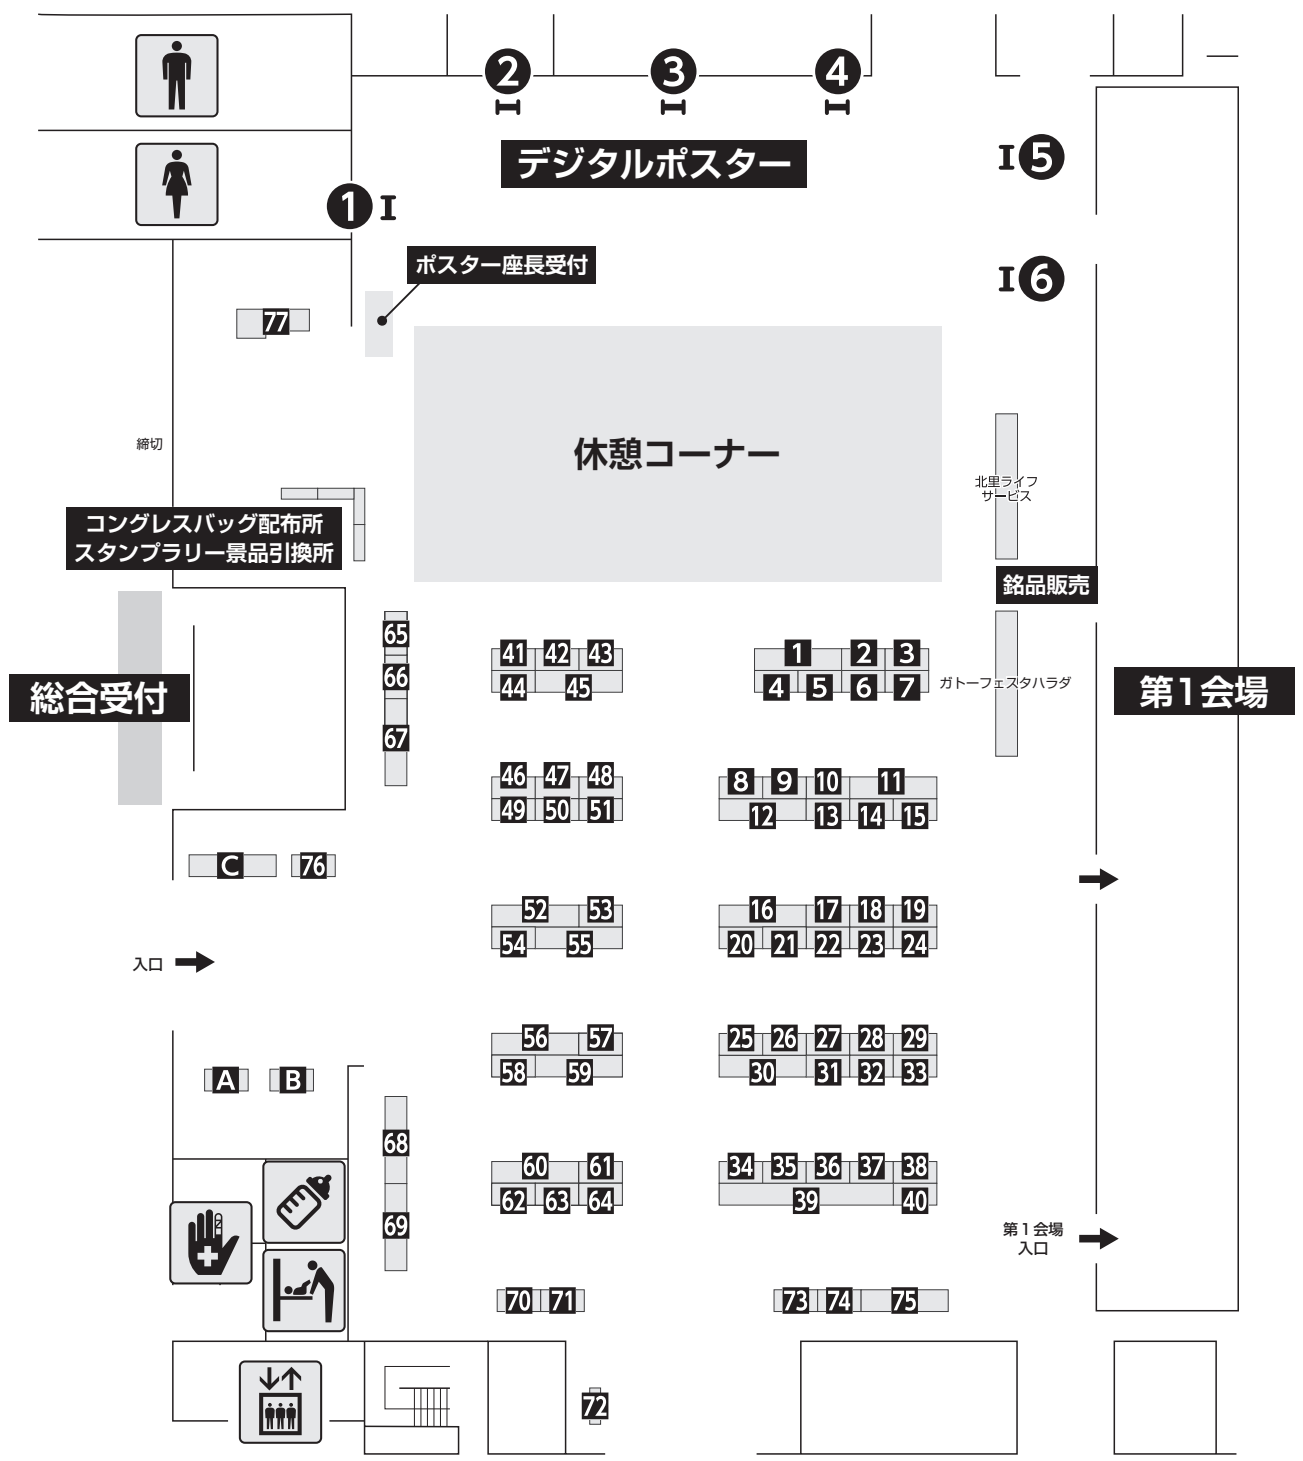 2
3
4
デジタルポスター
5
1
ポスター座長受付
6
77
休憩コーナー
締切
北里ライフ
サービス
コングレスバッグ配布所
スタンプラリー景品引換所
銘品販売
65
66
67
41 42 43
44 45
1 2 3
4 5 6 7
ガトーフェスタハラダ
総合受付
第1会場
46 47 48
49 50 51
8 9 10 11
12 13 14 15
C 76
52 53
54 55
16 17 18 19
20 21 22 23 24
入口
56 57
58 59
25 26 27 28 29
30 31 32 33
A B
68
69
60 61
62 63 64
34 35 36 37 38
39 40
第1会場
入口
70 71
73 74 75
72